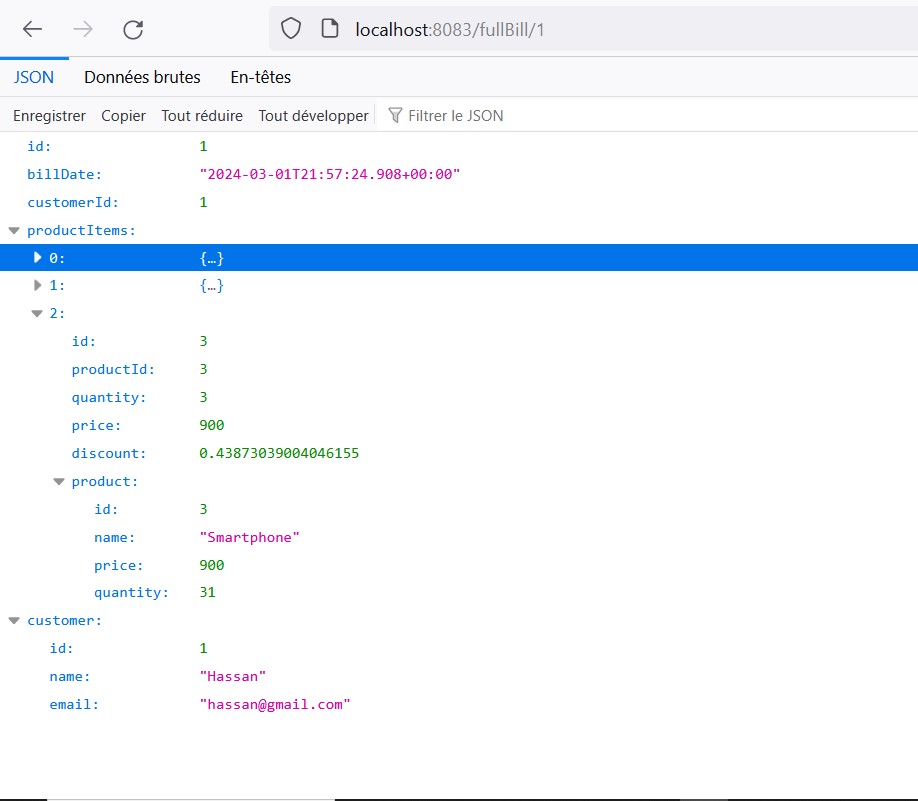 localhost:8083/fullBill/1
JSON Données brutes En-têtes
Enregistrer Copier Tout réduire Tout développer Filtrer le JSON
id: 1
billDate: "2024-03-01T21:57:24.908+00:00"
customerId: 1
productItems:
0: {…}
1: {…}
2:
id: 3
productId: 3
quantity: 3
price: 900
discount: 0.43873039004046155
product:
id: 3
name: "Smartphone"
price: 900
quantity: 31
customer:
id: 1
name: "Hassan"
email: "hassan@gmail.com"